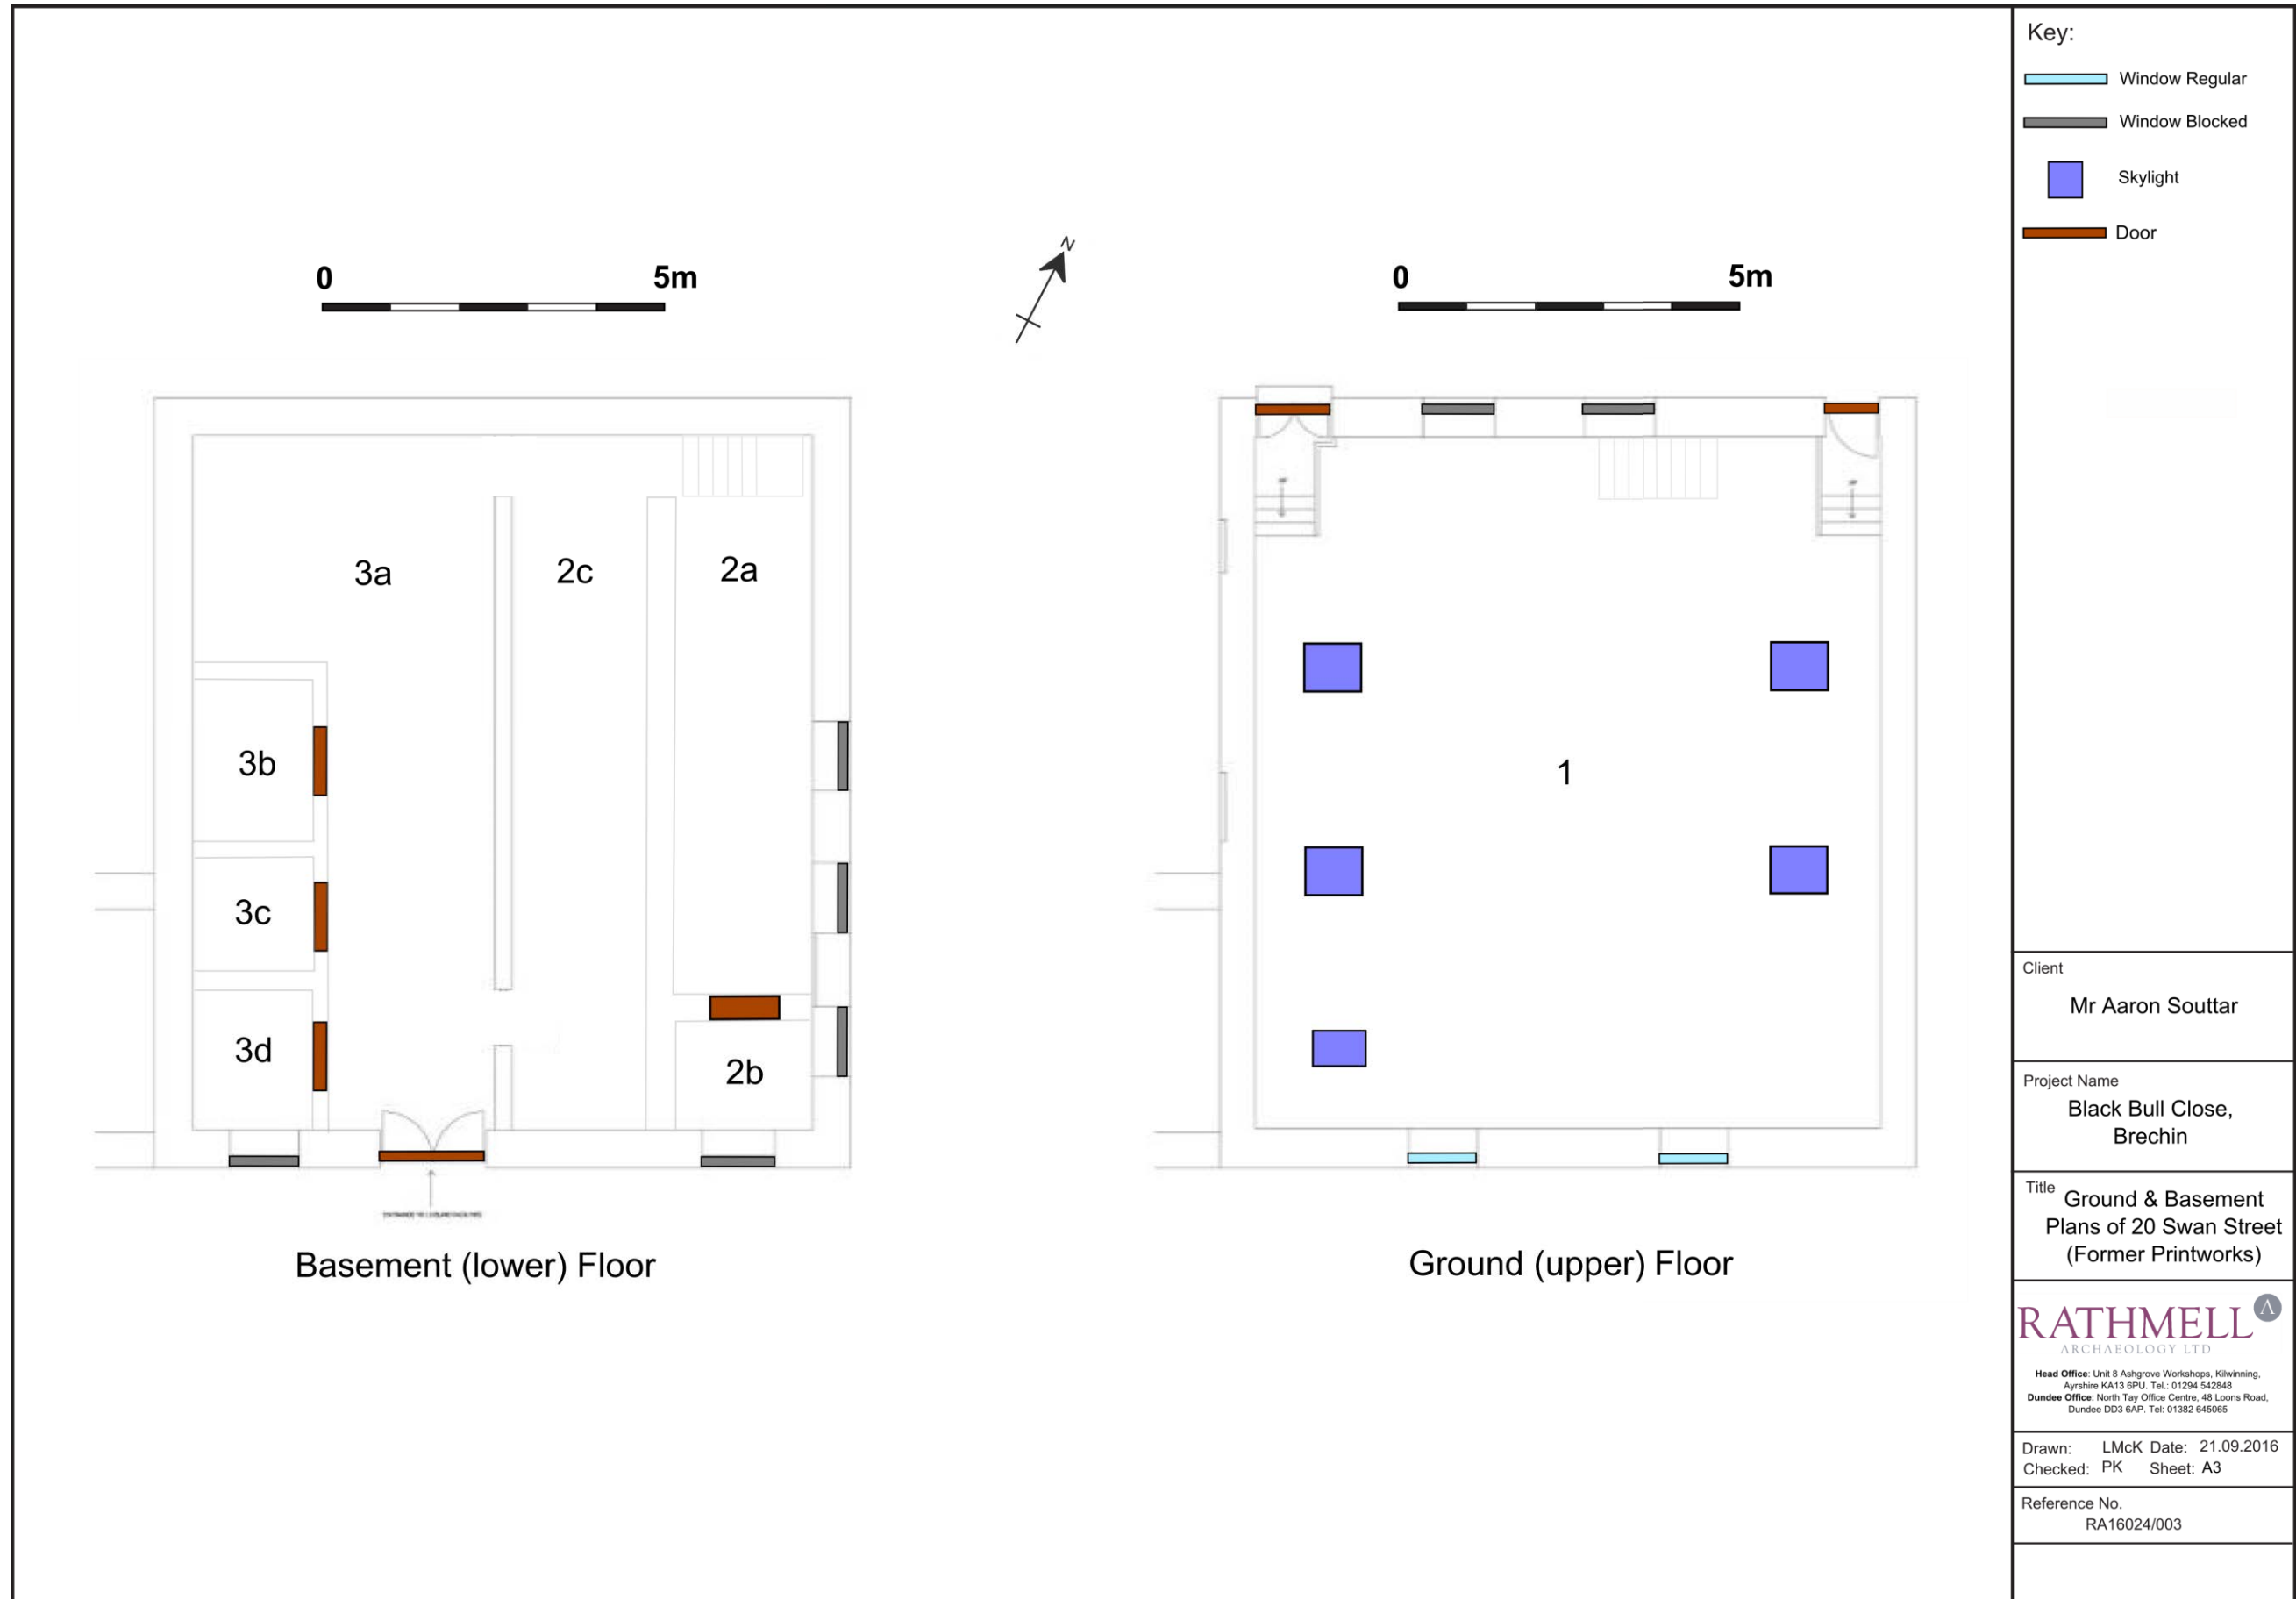 0 5m
N
0 5m
3a
2c
2a
3b
3c
3d
2b
Basement (lower) Floor
1
Ground (upper) Floor
Key:
Window Regular
Window Blocked
Skylight
Door
Client
Mr Aaron Souttar
Project Name
Black Bull Close,
Brechin
Title
Ground & Basement
Plans of 20 Swan Street
(Former Printworks)
RATHMELL Λ
ΛRCHΛEOLOGY LTD
Head Office: Unit 8 Ashgrove Workshops, Kilwinning,
Ayrshire KA13 6PU. Tel.: 01294 542848
Dundee Office: North Tay Office Centre, 48 Loons Road,
Dundee DD3 6AP. Tel: 01382 645065
Drawn: LMcK Date: 21.09.2016
Checked: PK Sheet: A3
Reference No.
RA16024/003